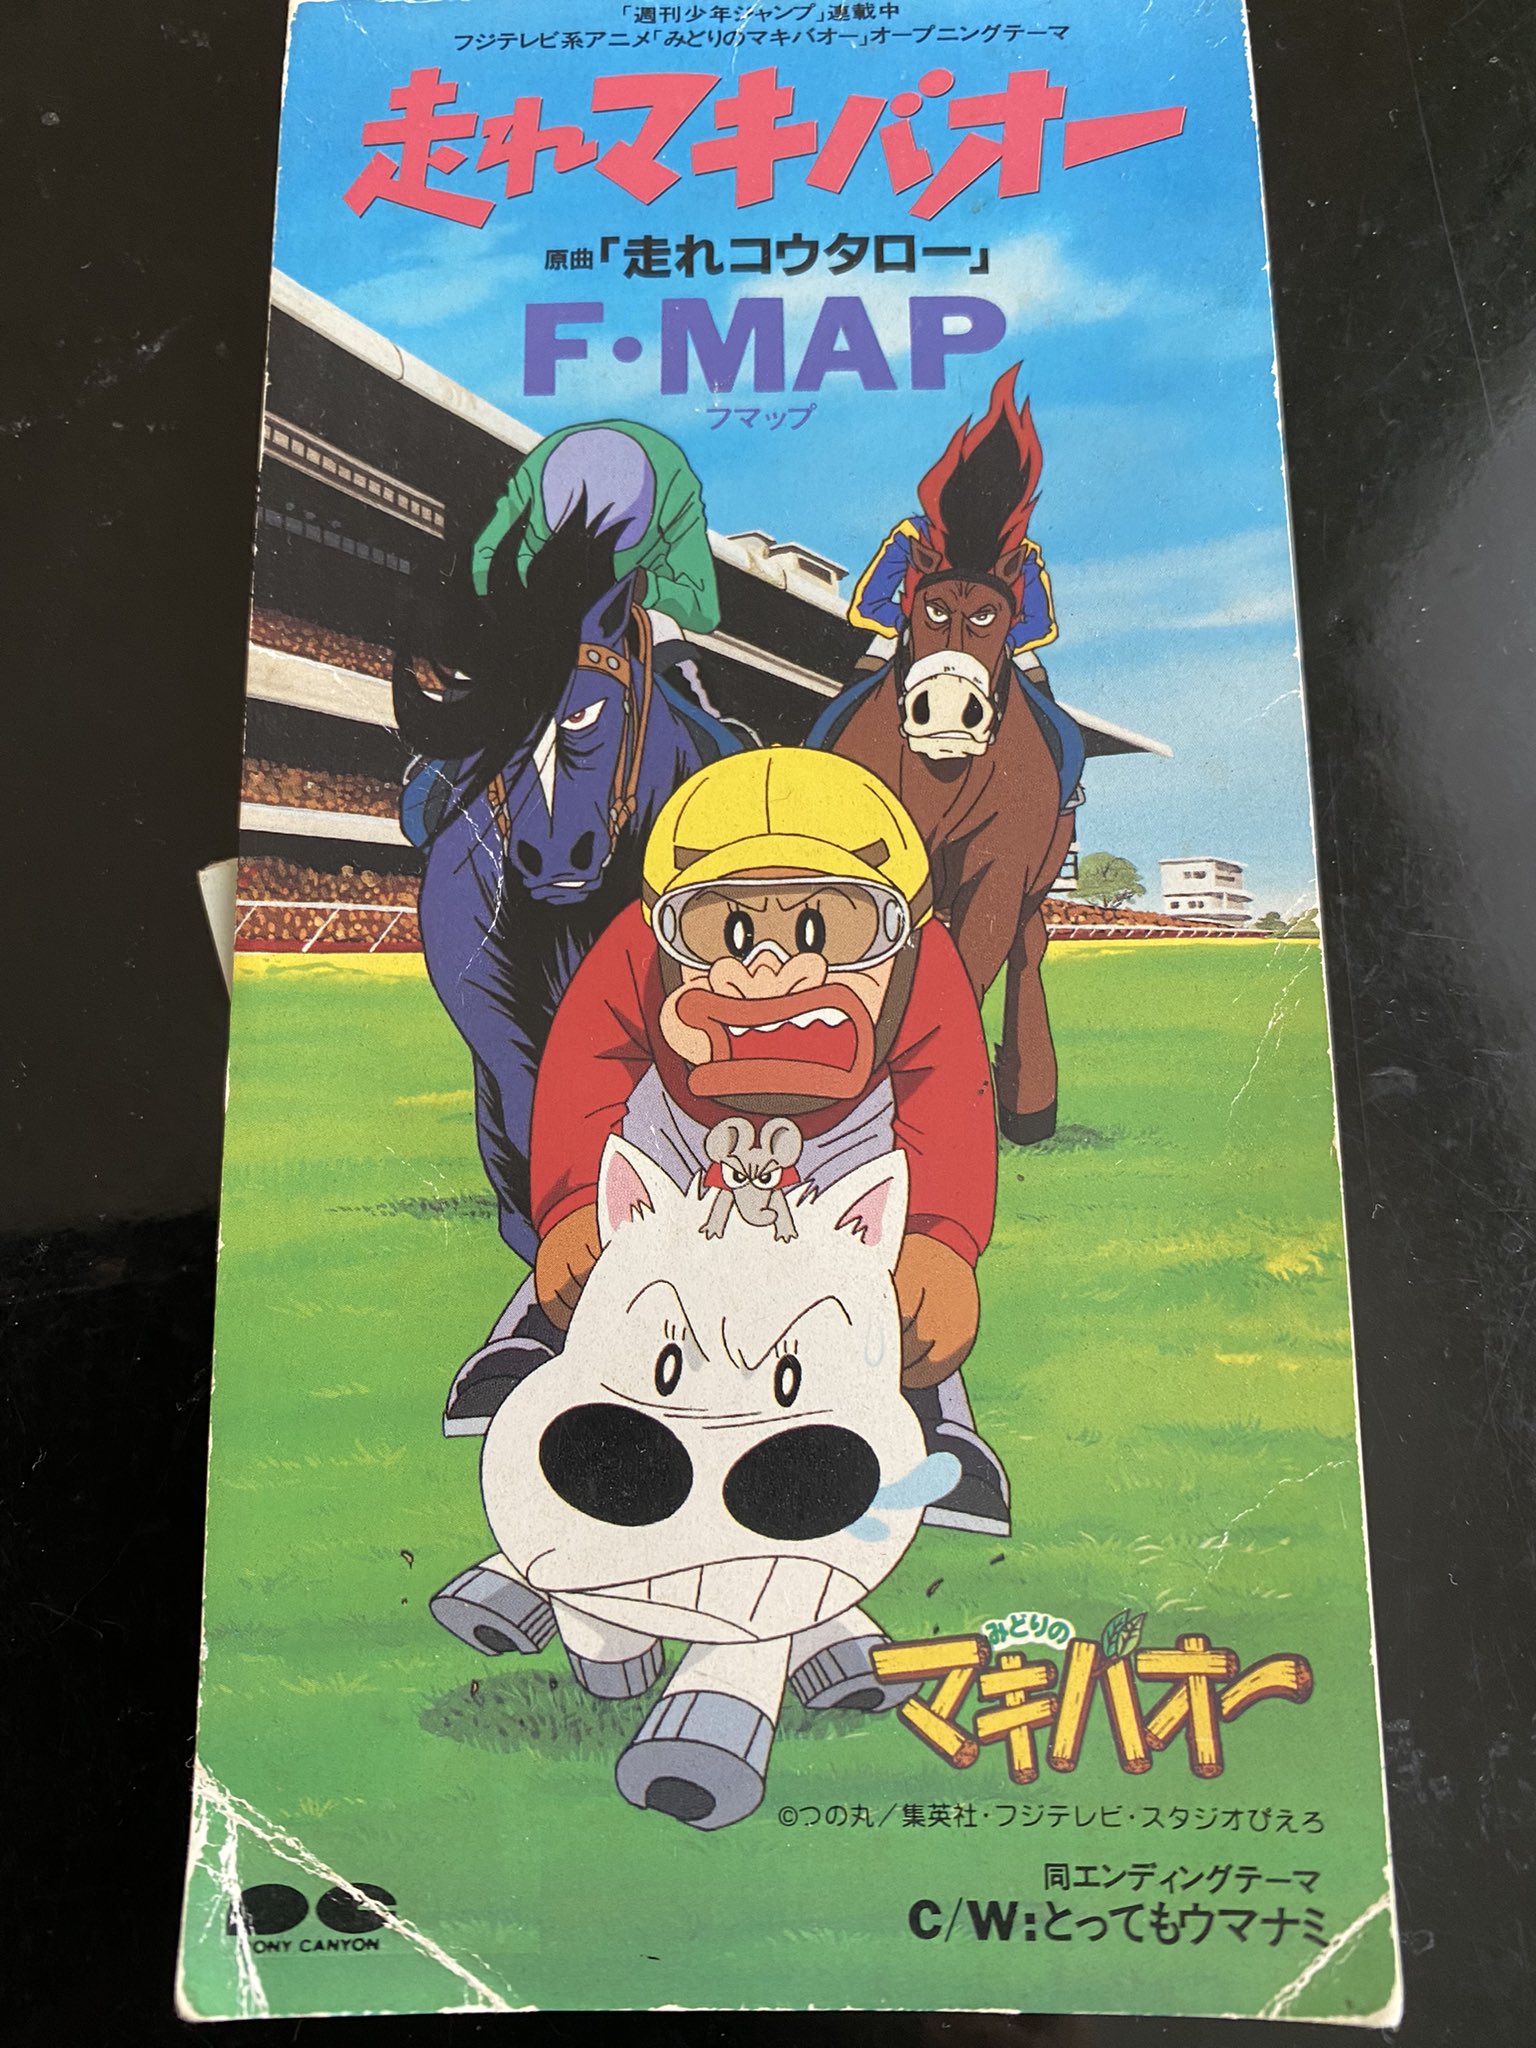 「週刊少年ジャンプ」連載中
フジテレビ系アニメ「みどりのマキバオー」オープニングテーマ
走れマキバオー
原曲「走れコウタロー」
F・MAP
フマップ
みどりの
マキバオー
©つの丸/集英社・フジテレビ・スタジオぴえろ
同エンディングテーマ
C/W:とってもウマナミ
PONY CANYON